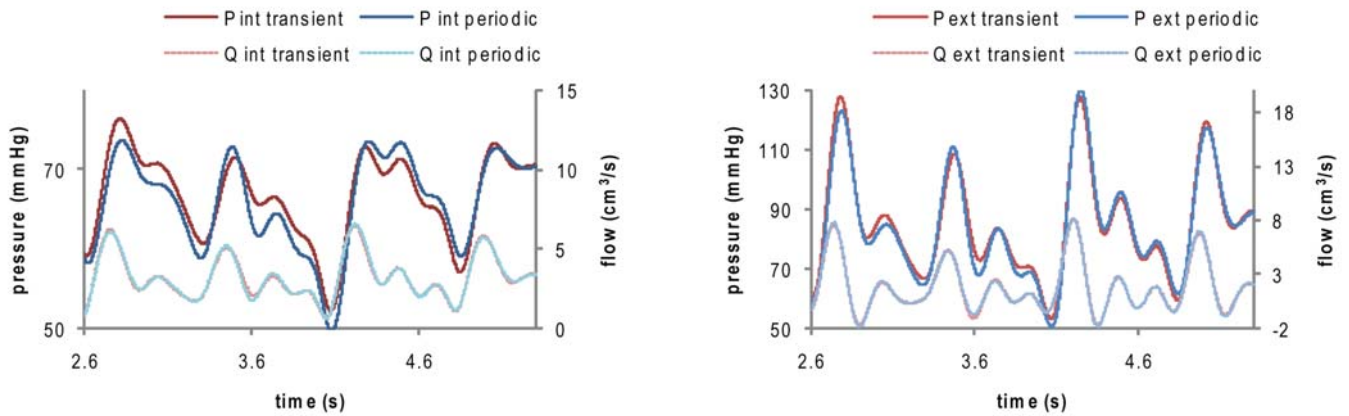 P int transient P int periodic
Q int transient Q int periodic
pressure (mmHg)
70
50
15
10
5
0
flow (cm³/s)
2.6 3.6 4.6
time (s)
P ext transient P ext periodic
Q ext transient Q ext periodic
pressure (mmHg)
130
110
90
70
50
18
13
8
3
-2
flow (cm³/s)
2.6 3.6 4.6
time (s)